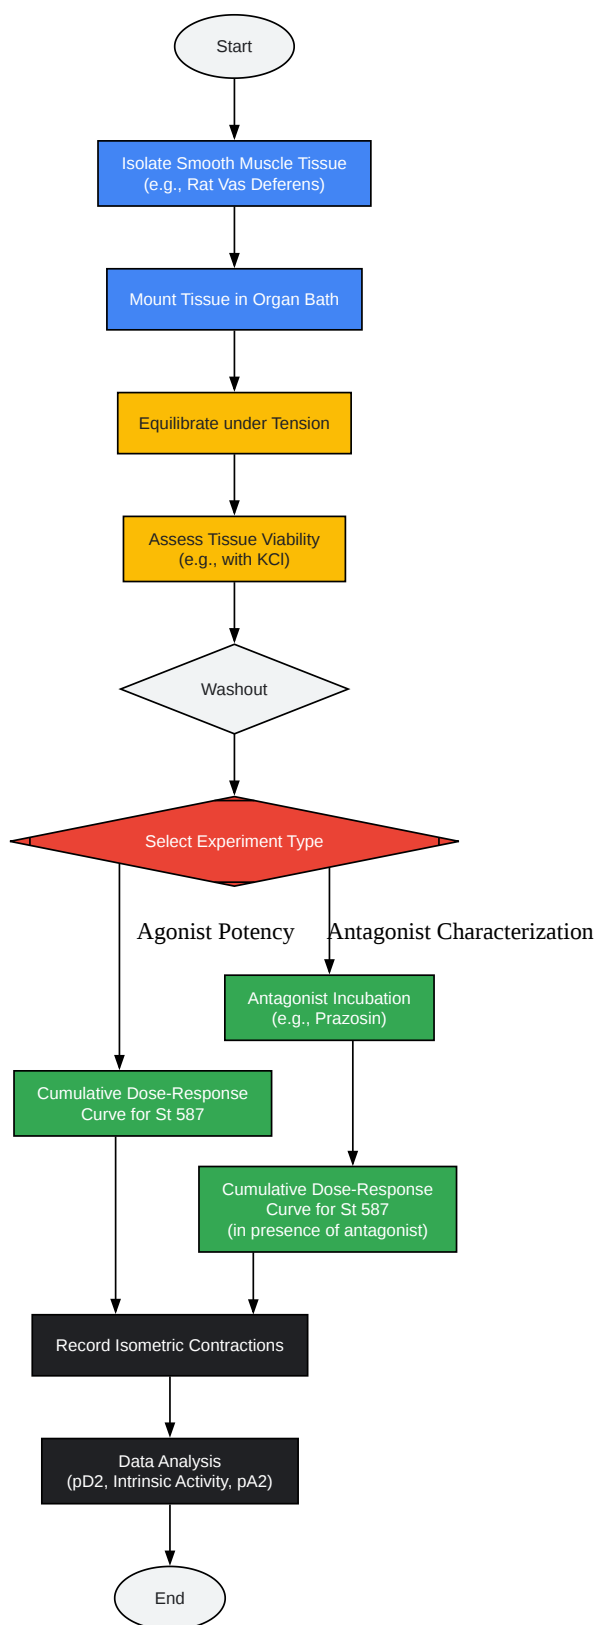 Start
Isolate Smooth Muscle Tissue
(e.g., Rat Vas Deferens)
Mount Tissue in Organ Bath
Equilibrate under Tension
Assess Tissue Viability
(e.g., with KCl)
Washout
Select Experiment Type
Agonist Potency
Antagonist Characterization
Antagonist Incubation
(e.g., Prazosin)
Cumulative Dose-Response
Curve for St 587
Cumulative Dose-Response
Curve for St 587
(in presence of antagonist)
Record Isometric Contractions
Data Analysis
(pD2, Intrinsic Activity, pA2)
End